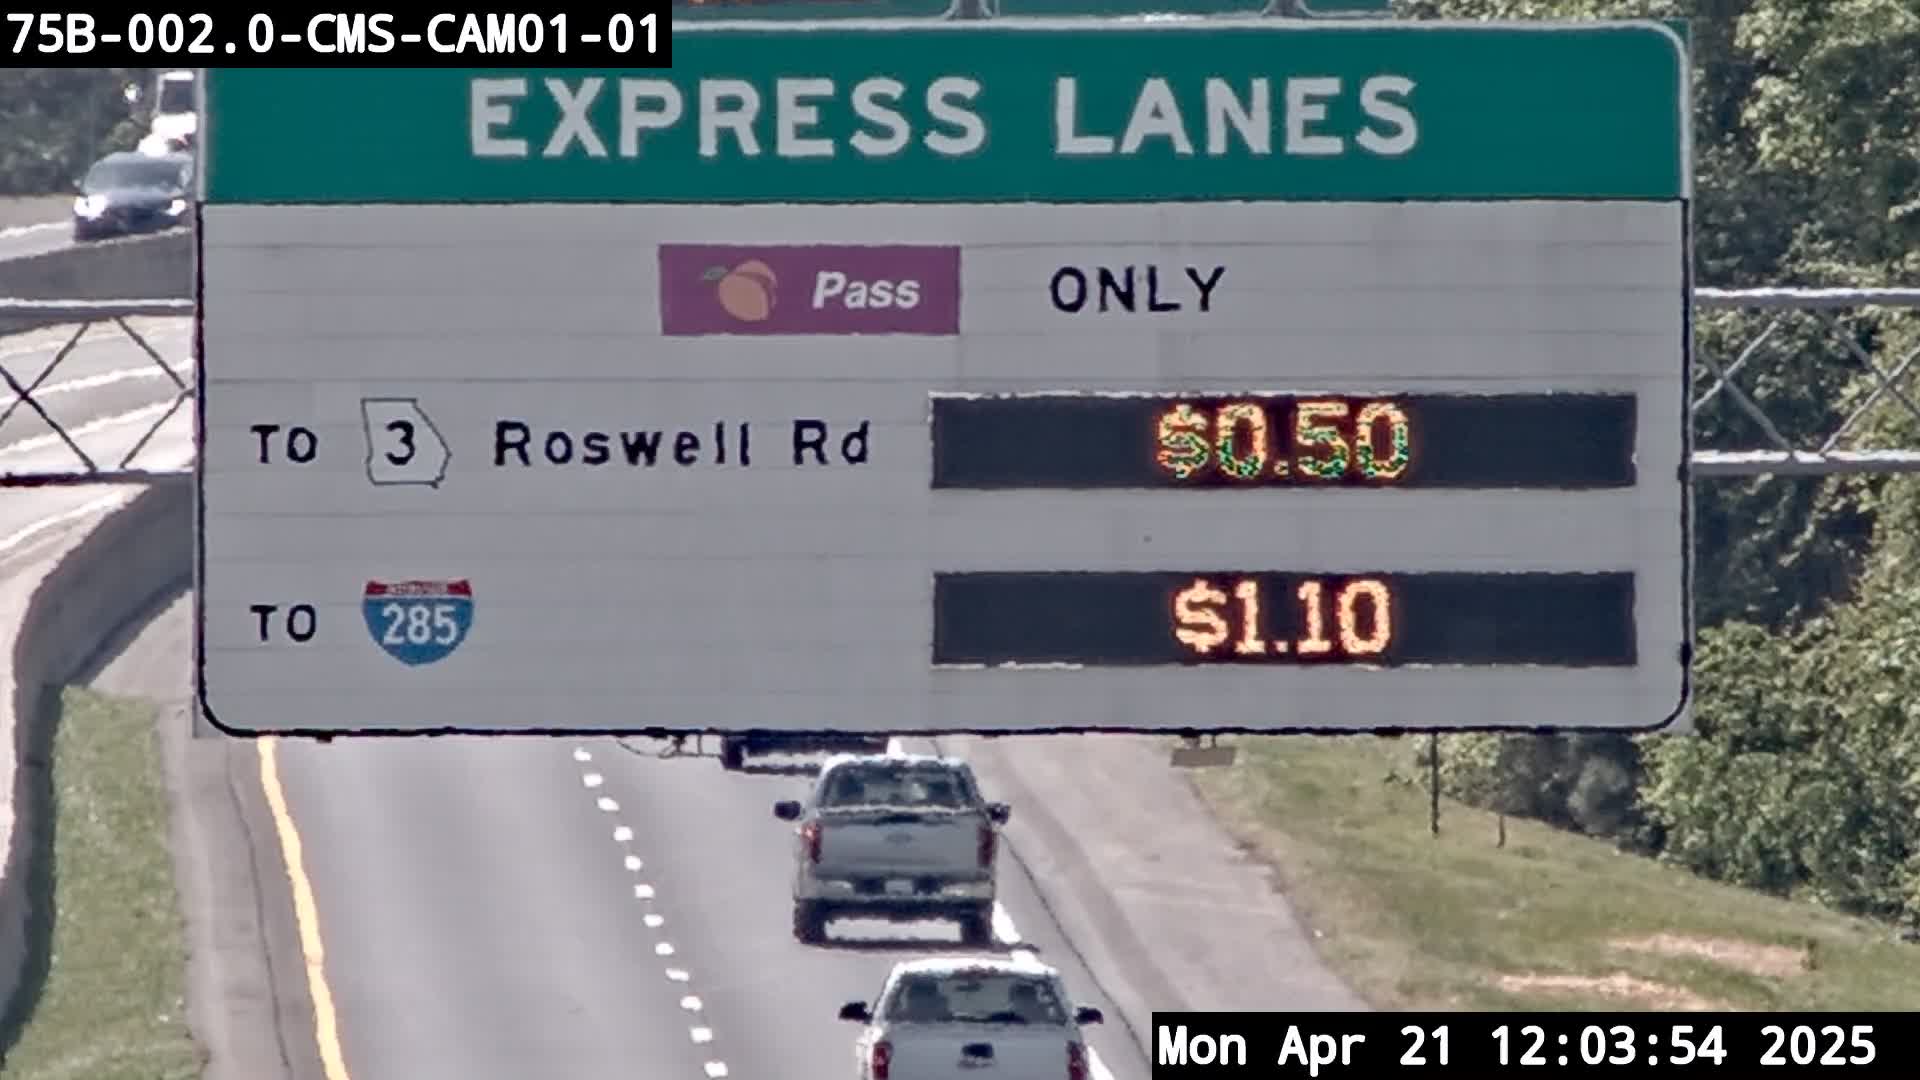 75B-002.0-CMS-CAM01-01
EXPRESS LANES
Pass ONLY
TO 3 Roswell Rd $0.50
TO 285 $1.10
Mon Apr 21 12:03:54 2025